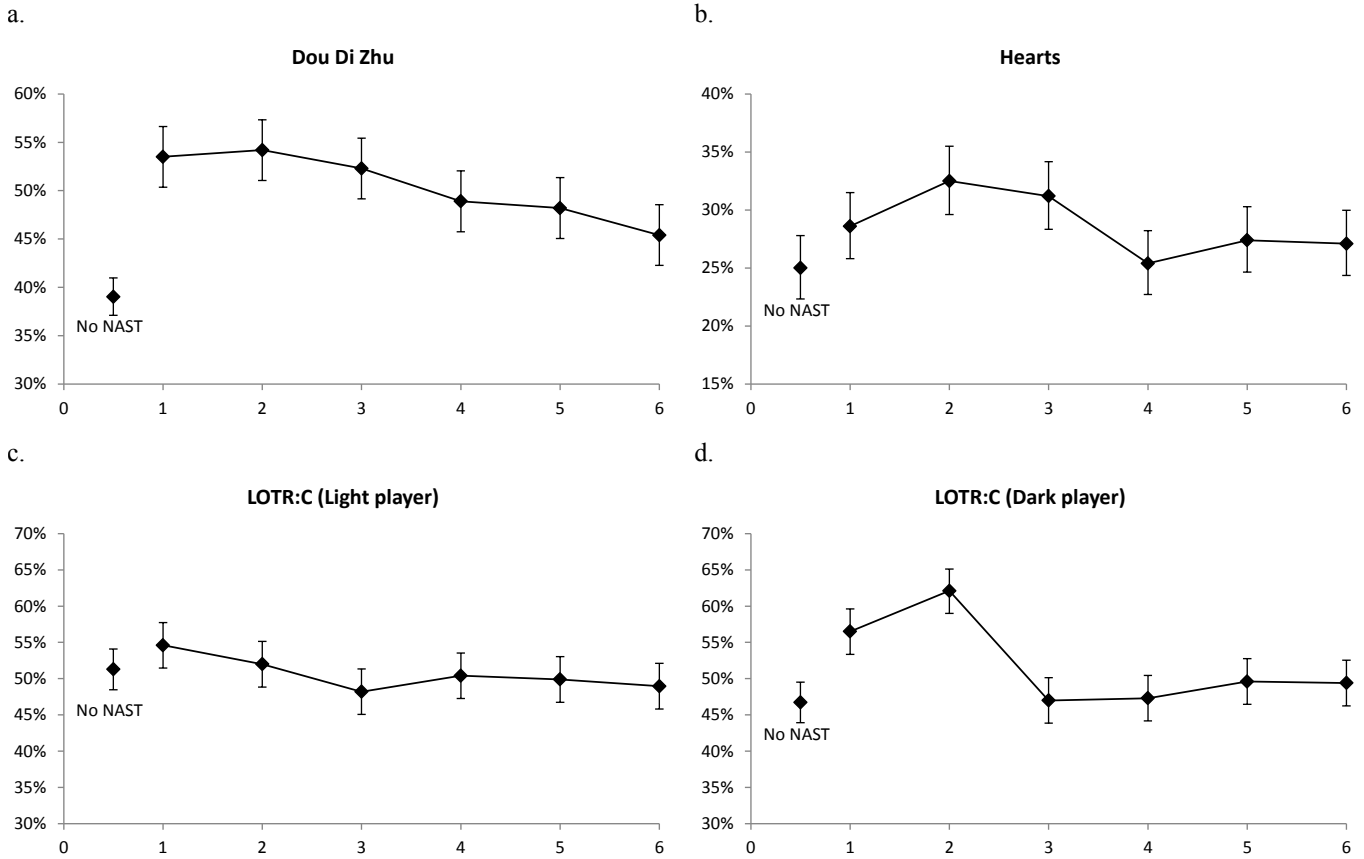 a.
Dou Di Zhu
60%
55%
50%
45%
40%
35%
30%
No NAST
0 1 2 3 4 5 6
b.
Hearts
40%
35%
30%
25%
20%
15%
No NAST
0 1 2 3 4 5 6
c.
LOTR:C (Light player)
70%
65%
60%
55%
50%
45%
40%
35%
30%
No NAST
0 1 2 3 4 5 6
d.
LOTR:C (Dark player)
70%
65%
60%
55%
50%
45%
40%
35%
30%
No NAST
0 1 2 3 4 5 6